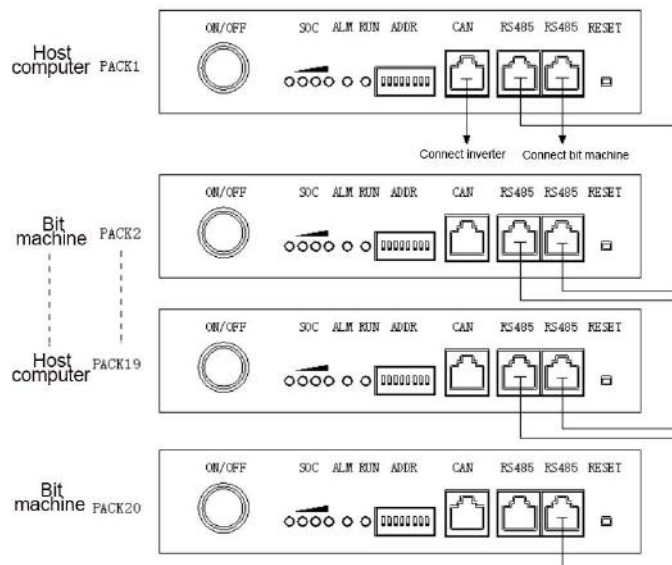 ON/OFF SOC ALM RUN ADDR CAN RS485 RS485 RESET
Host
computer PACK1
Connect inverter Connect bit machine
ON/OFF SOC ALM RUN ADDR CAN RS485 RS485 RESET
Bit
machine PACK2
ON/OFF SOC ALM RUN ADDR CAN RS485 RS485 RESET
Host
computer PACK19
ON/OFF SOC ALM RUN ADDR CAN RS485 RS485 RESET
Bit
machine PACK20